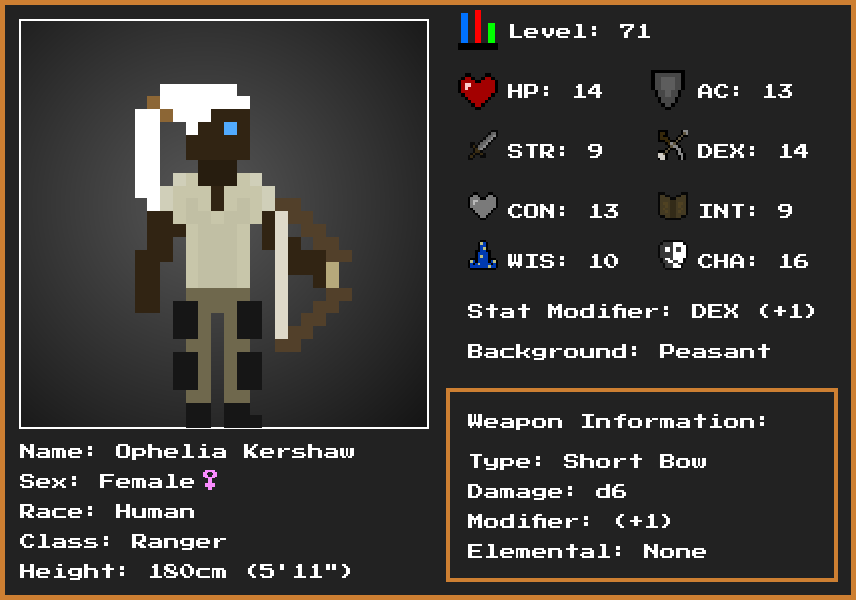 Level: 71
HP: 14
AC: 13
STR: 9
DEX: 14
CON: 13
INT: 9
WIS: 10
CHA: 16
Stat Modifier: DEX (+1)
Background: Peasant
Weapon Information:
Type: Short Bow
Damage: d6
Modifier: (+1)
Elemental: None
Name: Ophelia Kershaw
Sex: Female♀
Race: Human
Class: Ranger
Height: 180cm (5'11")